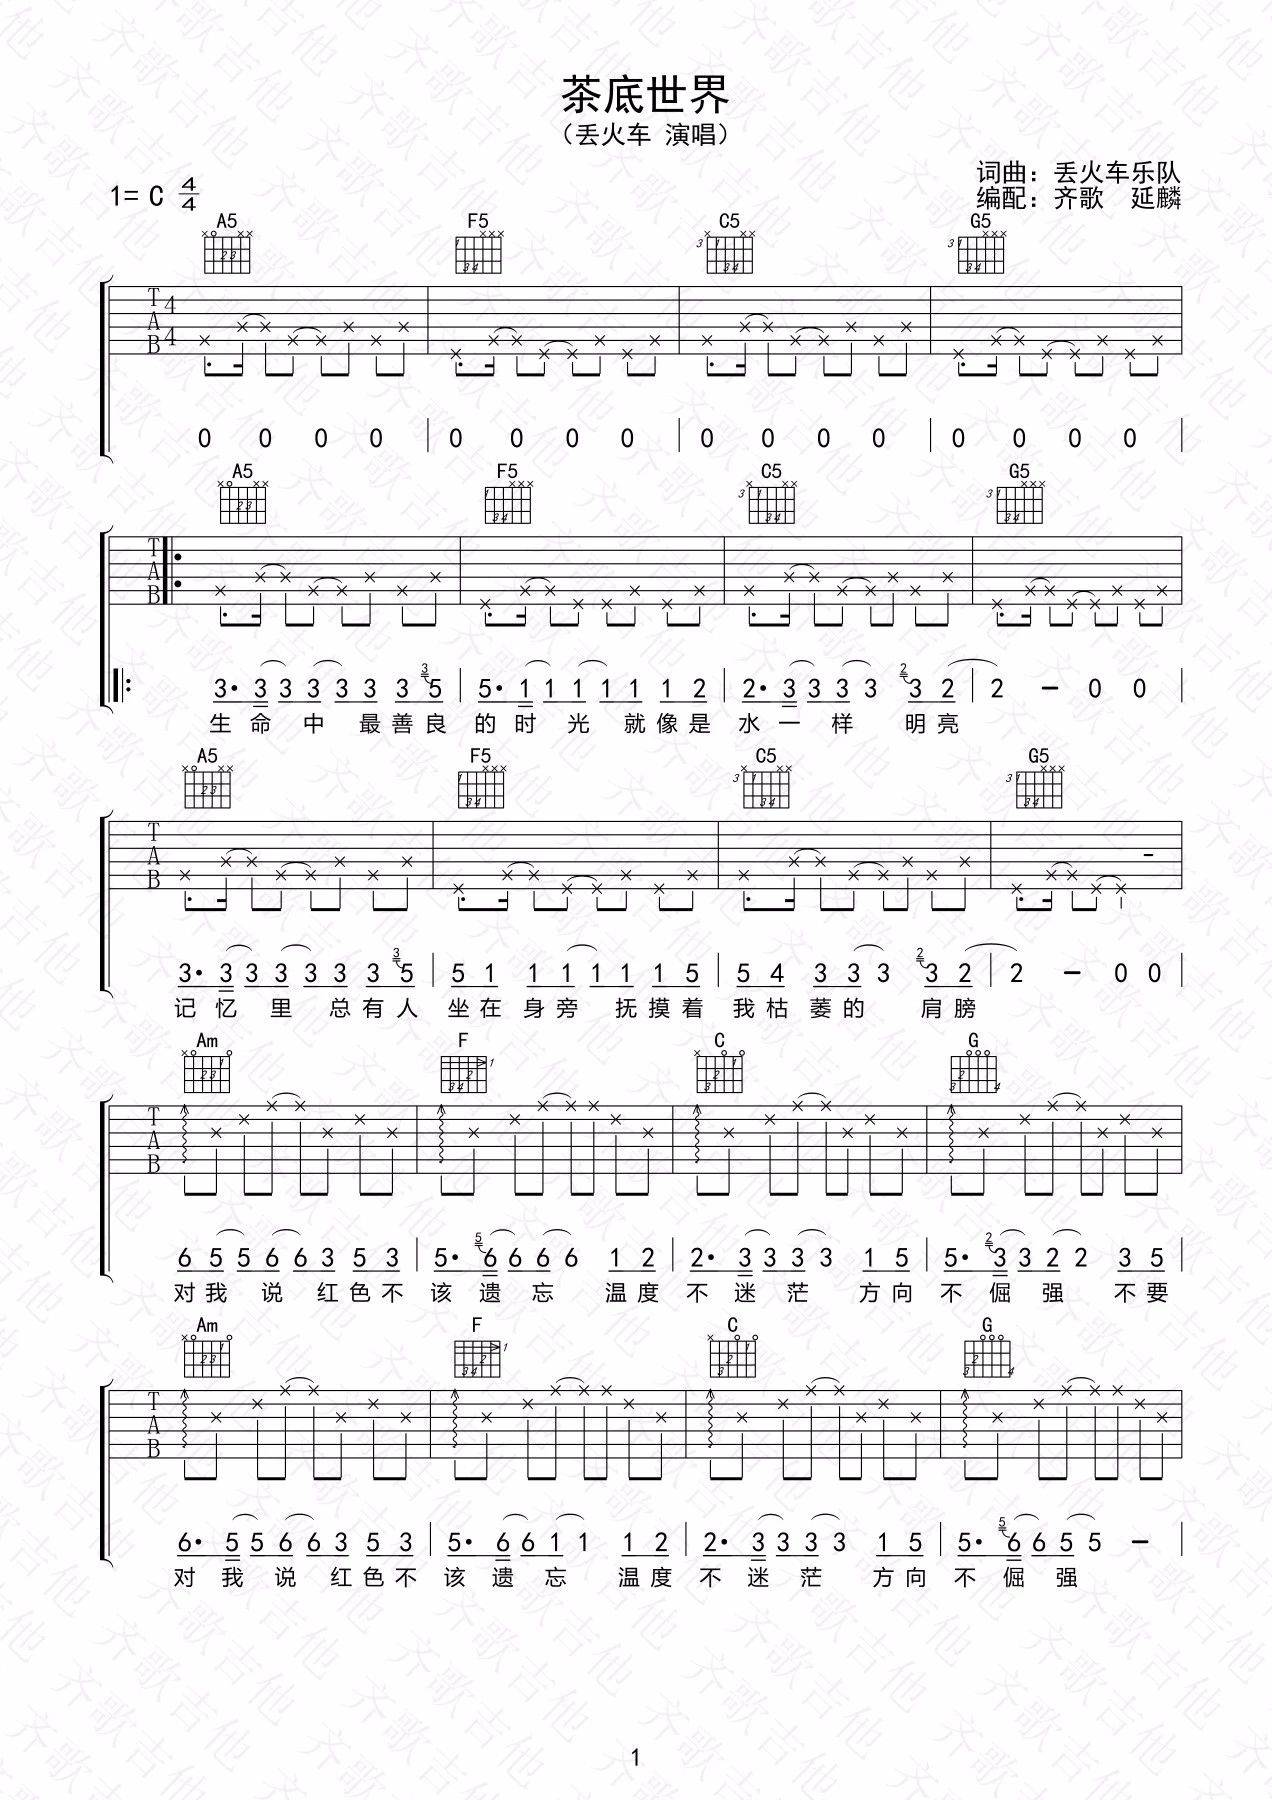 茶底世界
(丢火车 演唱)
词曲：丢火车乐队
1= C 4/4
编配：齐歌 延麟
A5 F5 C5 G5
T A B 4/4
0 0 0 0 | 0 0 0 0 | 0 0 0 0 | 0 0 0 0
A5 F5 C5 G5
T A B
3· 3 3 3 3 3 3 3 5 | 5· 1 1 1 1 1 1 2 | 2· 3 3 3 3 2 3 2 | 2 - 0 0
生命中 最善良 的时光 就像是 水一样 明亮
A5 F5 C5 G5
T A B
3· 3 3 3 3 3 3 3 5 | 5 1 1 1 1 1 1 5 | 5 4 3 3 3 2 3 2 | 2 - 0 0
记忆里 总有人 坐在身旁 抚摸着 我枯萎的 肩膀
Am F C G
T A B
6 5 5 6 6 3 5 3 | 5· 5 6 6 6 6 1 2 | 2· 3 3 3 3 1 5 | 5· 2 3 3 2 2 3 5
对我说 红色不 该遗忘 温度 不迷茫 方向 不倔强 不要
Am F C G
T A B
6· 5 5 6 6 3 5 3 | 5· 6 6 1 1 1 2 | 2· 3 3 3 3 1 5 | 5· 5 6 6 5 5 -
对我说 红色不 该遗忘 温度 不迷茫 方向 不倔强
1
齐歌吉他